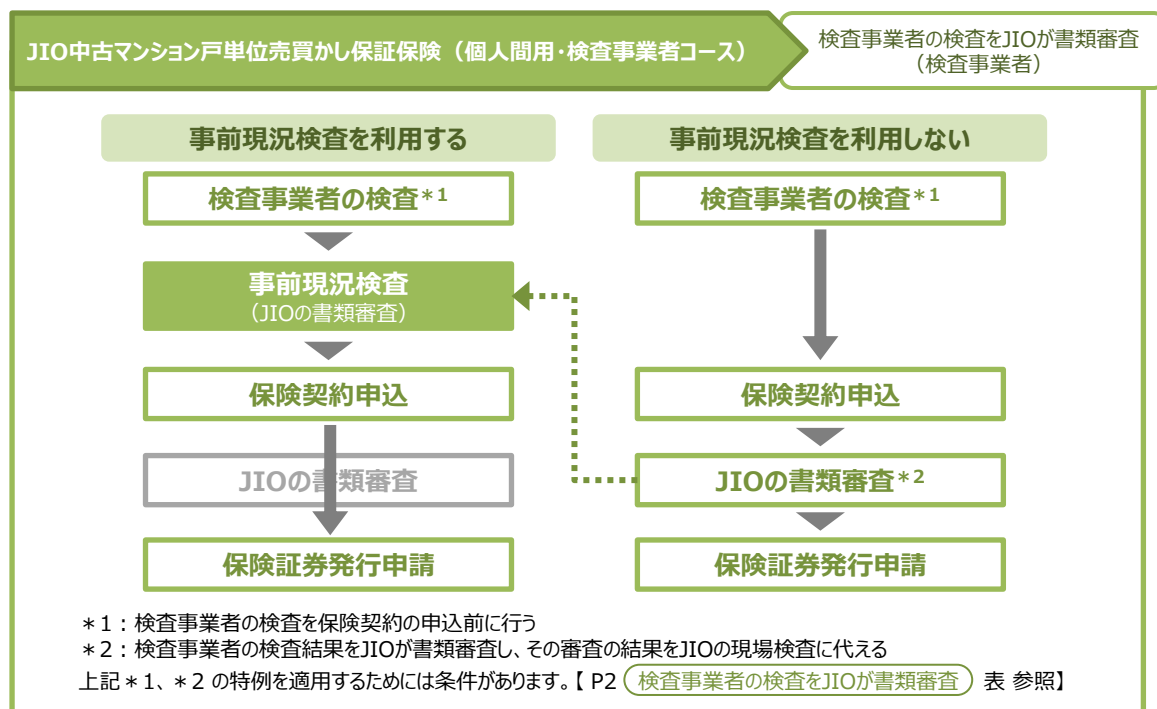 JIO中古マンション戸単位売買かし保証保険（個人間用・検査事業者コース）
検査事業者の検査をJIOが書類審査
（検査事業者）
事前現況検査を利用する
検査事業者の検査＊1
事前現況検査
（JIOの書類審査）
保険契約申込
JIOの書類審査
保険証券発行申請
事前現況検査を利用しない
検査事業者の検査＊1
保険契約申込
JIOの書類審査＊2
保険証券発行申請
＊1：検査事業者の検査を保険契約の申込前に行う
＊2：検査事業者の検査結果をJIOが書類審査し、その審査の結果をJIOの現場検査に代える
上記＊1、＊2 の特例を適用するためには条件があります。【 P2 検査事業者の検査をJIOが書類審査 表 参照】